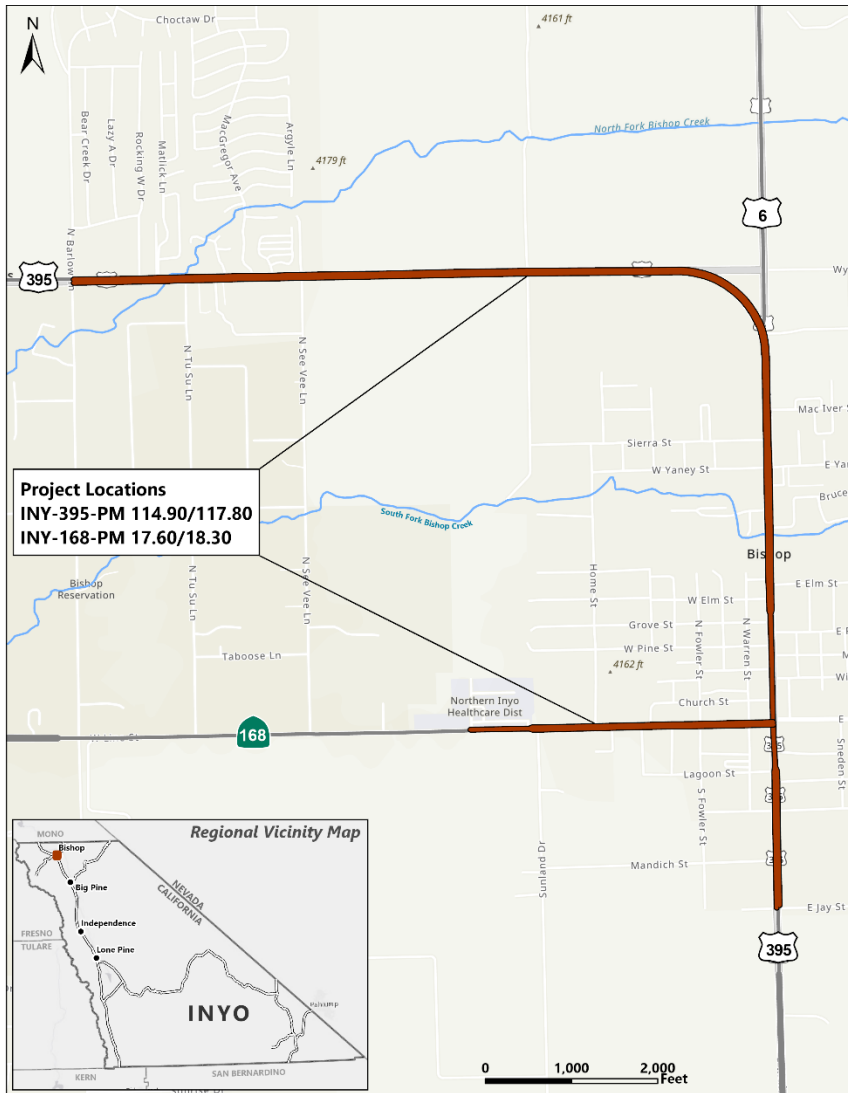 N
Choctaw Dr
4161 ft
Bear Creek Dr
Lazy A Dr
Rocking W Dr
Matlick Ln
MacGregor Ave
Argyle Ln
4179 ft
North Fork Bishop Creek
6
N Barlow Ln
395
N Tu Su Ln
N See Vee Ln
Sierra St
W Yaney St
South Fork Bishop Creek
Project Locations
INY-395-PM 114.90/117.80
INY-168-PM 17.60/18.30
Bishop
Bishop
Reservation
N Tu Su Ln
N See Vee Ln
Home St
W Elm St
E Elm St
Grove St
N Fowler St
N Warren St
W Pine St
Taboose Ln
4162 ft
Church St
Northern Inyo
Healthcare Dist
168
395
Lagoon St
Sneden St
S Fowler St
395
Mandich St
395
Sunland Dr
E Jay St
395
Regional Vicinity Map
MONO
Bishop
Big Pine
NEVADA
CALIFORNIA
Independence
FRESNO
TULARE
Lone Pine
INYO
Pahrump
KERN
SAN BERNARDINO
0 1,000 2,000
Feet